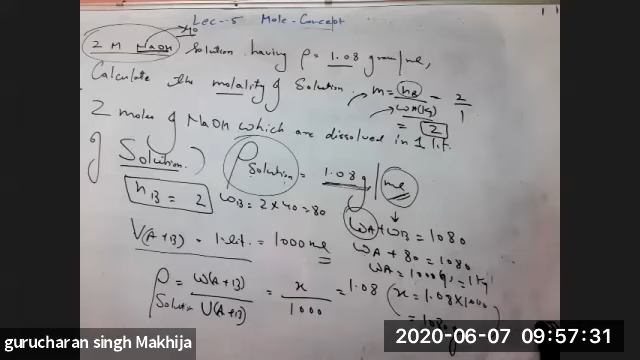 Lec-5 Mole-Concept
40
2 M NaOH Solution having ρ = 1.08 gram/ml,
Calculate the molality of Solution.
m = nB / wA(kg) = 2 / 1
= 2
2 moles of NaOH which are dissolved in 1 lit.
of Solution.)
ρ solution = 1.08 g/ml
nB = 2
wB = 2 × 40 = 80
wA + wB = 1080
V(A+B) = 1 lit. = 1000 ml
wA + 80 = 1080
wA = 1000 g = 1 kg
ρ Solution = w(A+B) / V(A+B) = x / 1000 = 1.08
(x = 1.08 × 1000
= 1080 g
gurucharan singh Makhija
2020-06-07 09:57:31